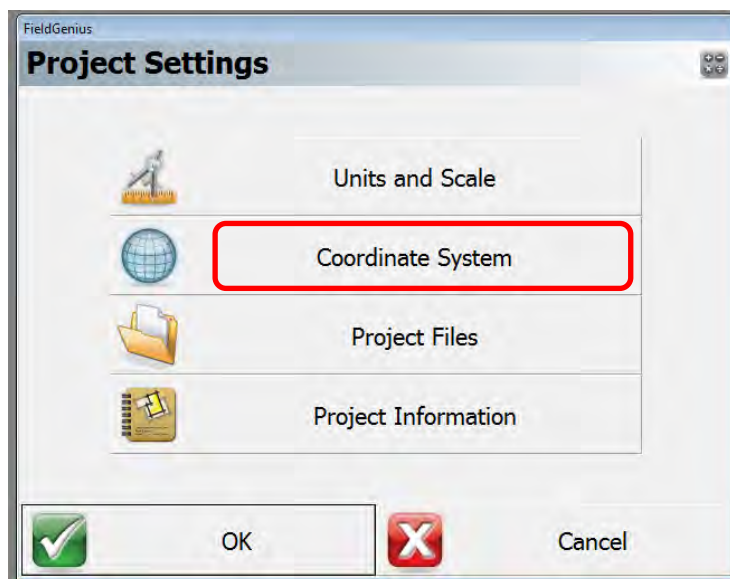 FieldGenius
Project Settings
Units and Scale
Coordinate System
Project Files
Project Information
OK
Cancel